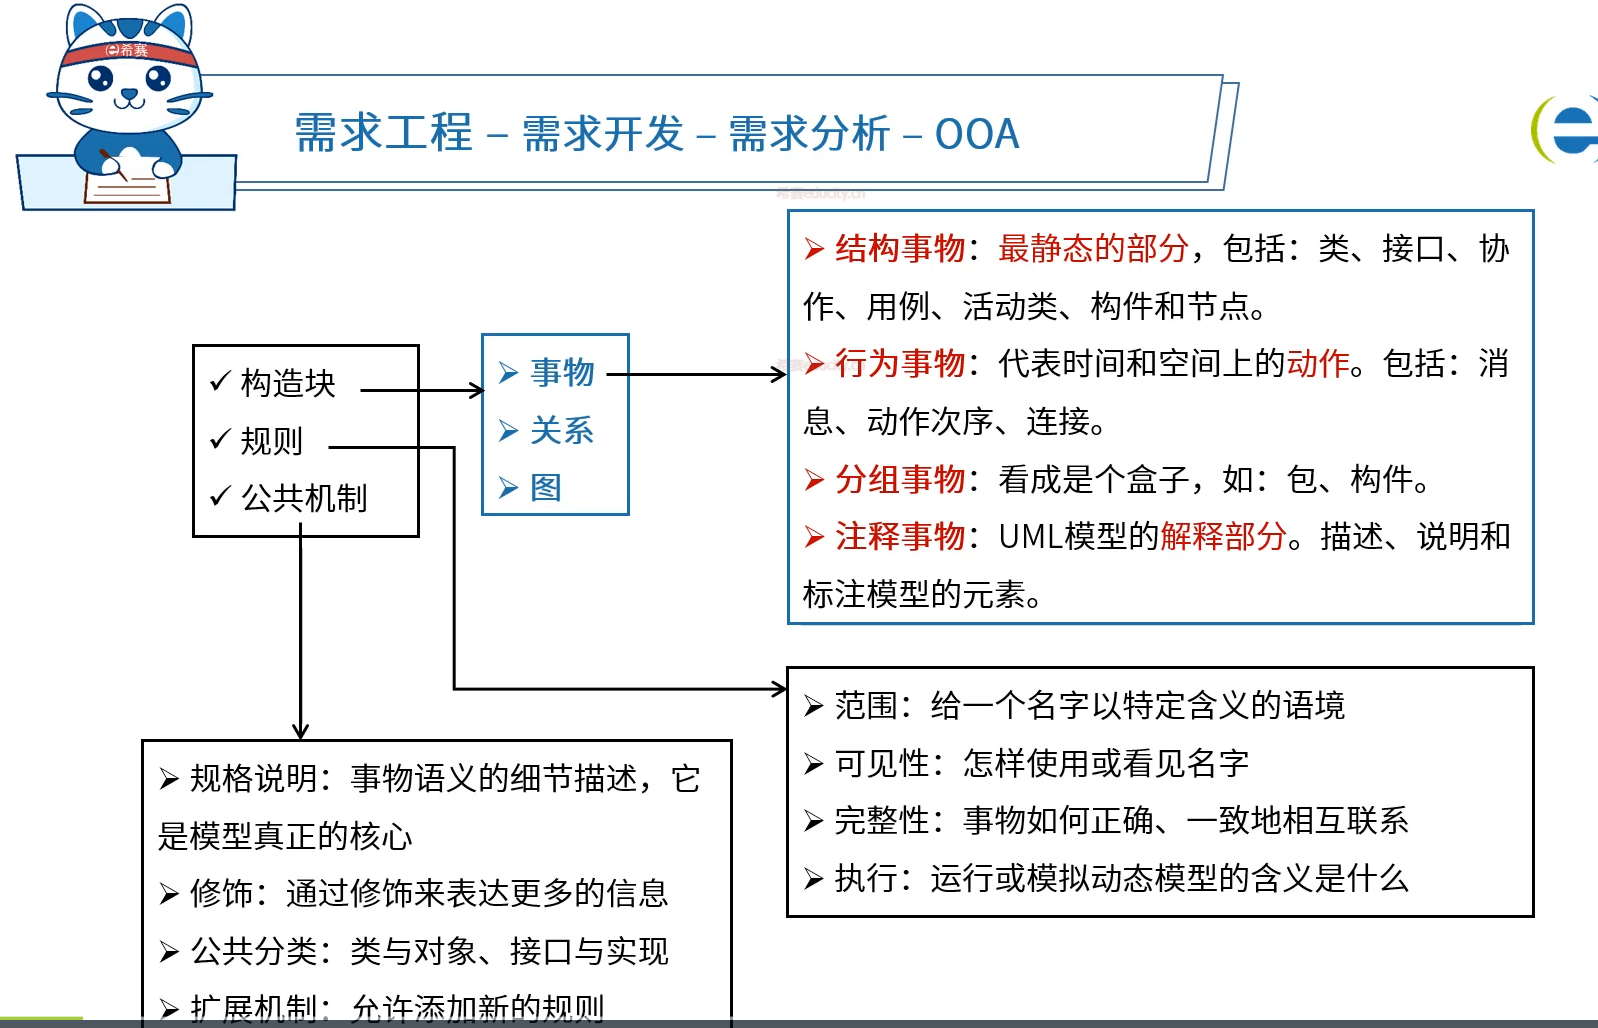 希赛
需求工程 – 需求开发 – 需求分析 – OOA
希赛educity.cn
构造块
规则
公共机制
事物
关系
图
结构事物：最静态的部分，包括：类、接口、协
作、用例、活动类、构件和节点。
行为事物：代表时间和空间上的动作。包括：消
息、动作次序、连接。
分组事物：看成是个盒子，如：包、构件。
注释事物：UML模型的解释部分。描述、说明和
标注模型的元素。
范围：给一个名字以特定含义的语境
可见性：怎样使用或看见名字
完整性：事物如何正确、一致地相互联系
执行：运行或模拟动态模型的含义是什么
规格说明：事物语义的细节描述，它
是模型真正的核心
修饰：通过修饰来表达更多的信息
公共分类：类与对象、接口与实现
扩展机制：允许添加新的规则